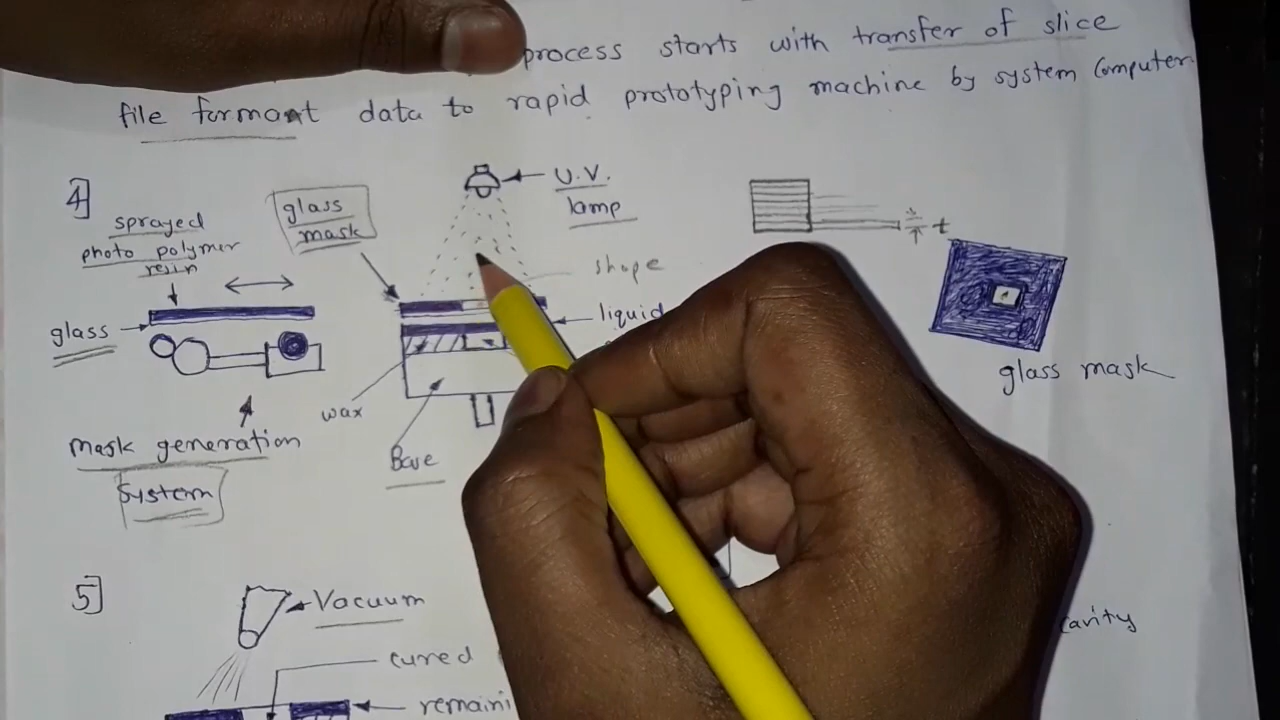 process starts with transfer of slice
file formant data to rapid prototyping machine by system Computer
4]
sprayed
photo polymer
resin
glass
mask
U.V.
lamp
t
shope
glass
liquid
glass mask
wax
mask generation
System
Base
5]
Vacuum
cavity
cured
remaini